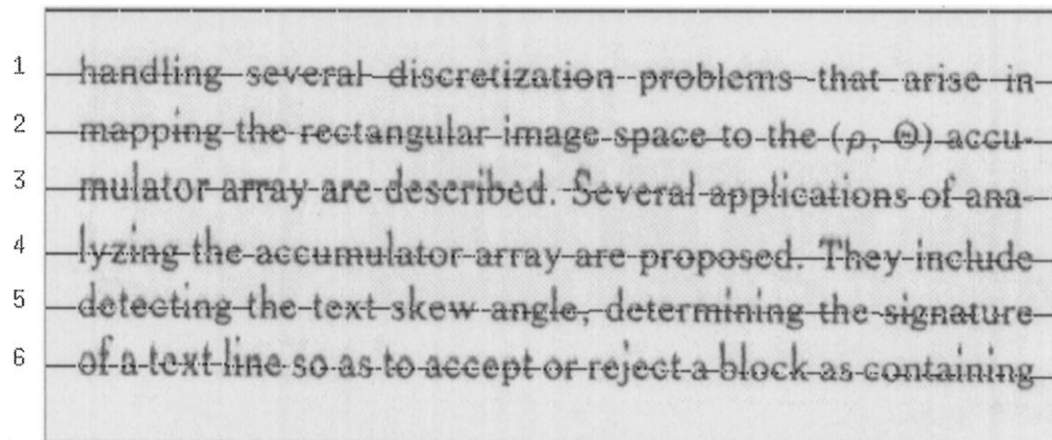 1 handling several discretization problems that arise in
2 mapping the rectangular image space to the (ρ, Θ) accu-
3 mulator array are described. Several applications of ana-
4 lyzing the accumulator array are proposed. They include
5 detecting the text skew angle, determining the signature
6 of a text line so as to accept or reject a block as containing